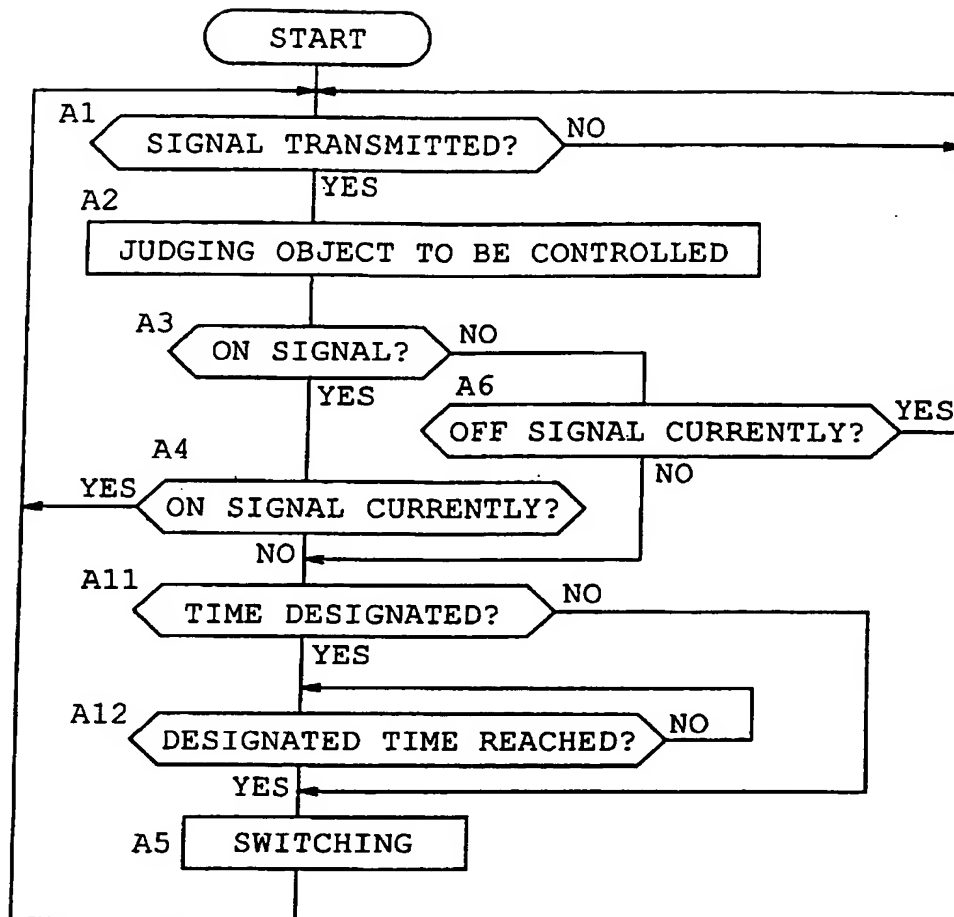 START
A1
SIGNAL TRANSMITTED?
NO
YES
A2
JUDGING OBJECT TO BE CONTROLLED
A3
ON SIGNAL?
NO
YES
A6
OFF SIGNAL CURRENTLY?
YES
NO
A4
YES
ON SIGNAL CURRENTLY?
NO
A11
TIME DESIGNATED?
NO
YES
A12
DESIGNATED TIME REACHED?
NO
YES
A5
SWITCHING